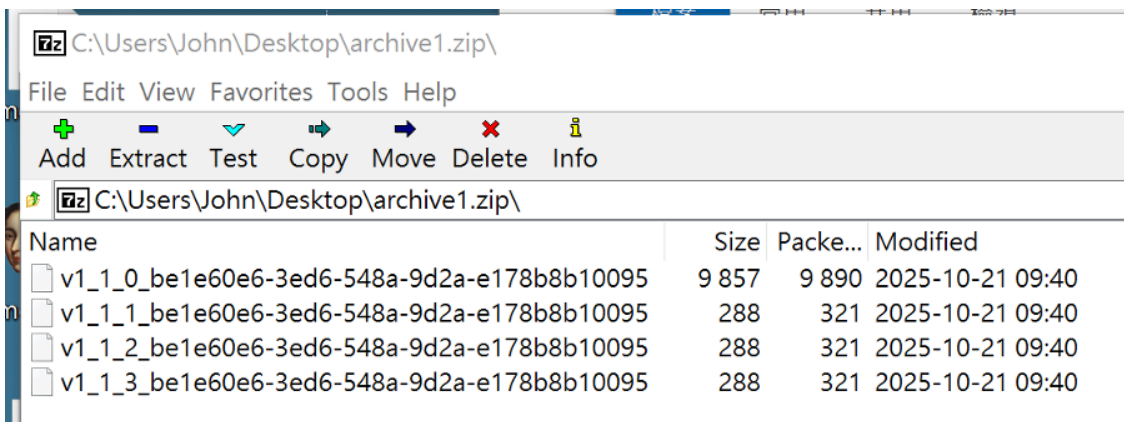 C:\Users\John\Desktop\archive1.zip\
File Edit View Favorites Tools Help
Add Extract Test Copy Move Delete Info
C:\Users\John\Desktop\archive1.zip\
Name Size Packe... Modified
v1_1_0_be1e60e6-3ed6-548a-9d2a-e178b8b10095 9 857 9 890 2025-10-21 09:40
v1_1_1_be1e60e6-3ed6-548a-9d2a-e178b8b10095 288 321 2025-10-21 09:40
v1_1_2_be1e60e6-3ed6-548a-9d2a-e178b8b10095 288 321 2025-10-21 09:40
v1_1_3_be1e60e6-3ed6-548a-9d2a-e178b8b10095 288 321 2025-10-21 09:40